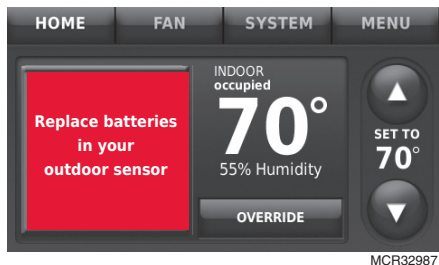 HOME FAN SYSTEM MENU
Replace batteries
in your
outdoor sensor
INDOOR
occupied
70°
55% Humidity
OVERRIDE
SET TO
70°
MCR32987